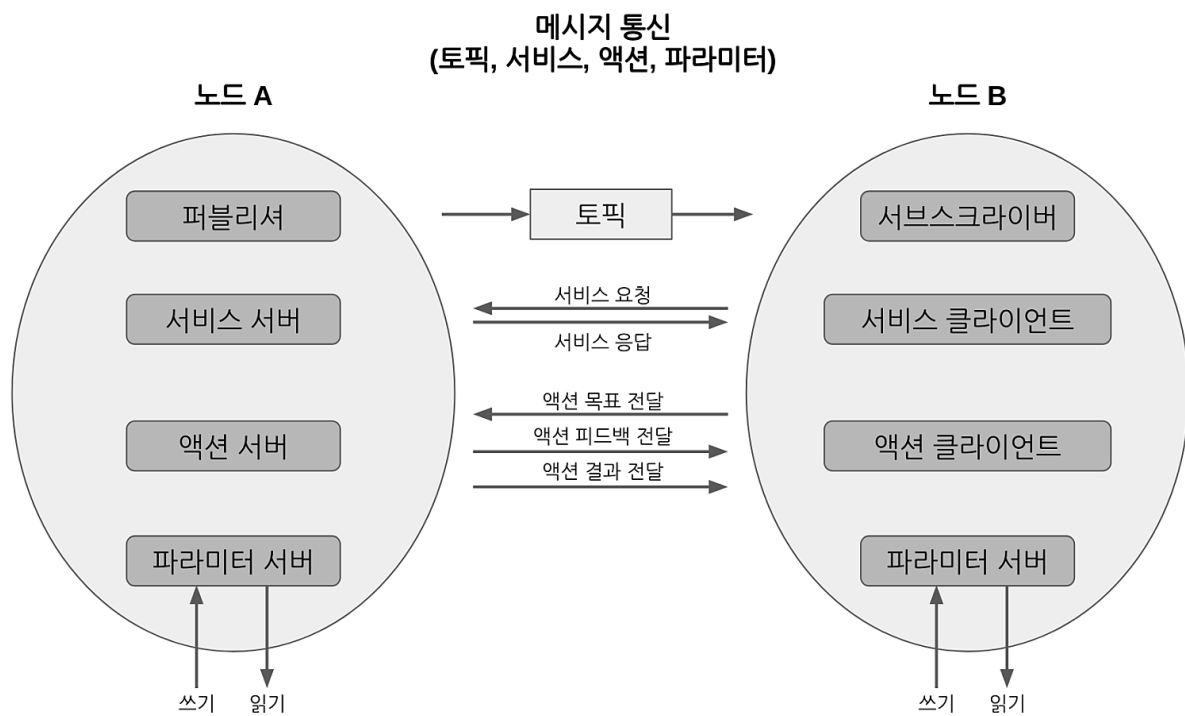 메시지 통신
(토픽, 서비스, 액션, 파라미터)
노드 A
노드 B
퍼블리셔
토픽
서브스크라이버
서비스 요청
서비스 서버
서비스 클라이언트
서비스 응답
액션 목표 전달
액션 서버
액션 피드백 전달
액션 클라이언트
액션 결과 전달
파라미터 서버
파라미터 서버
쓰기
읽기
쓰기
읽기